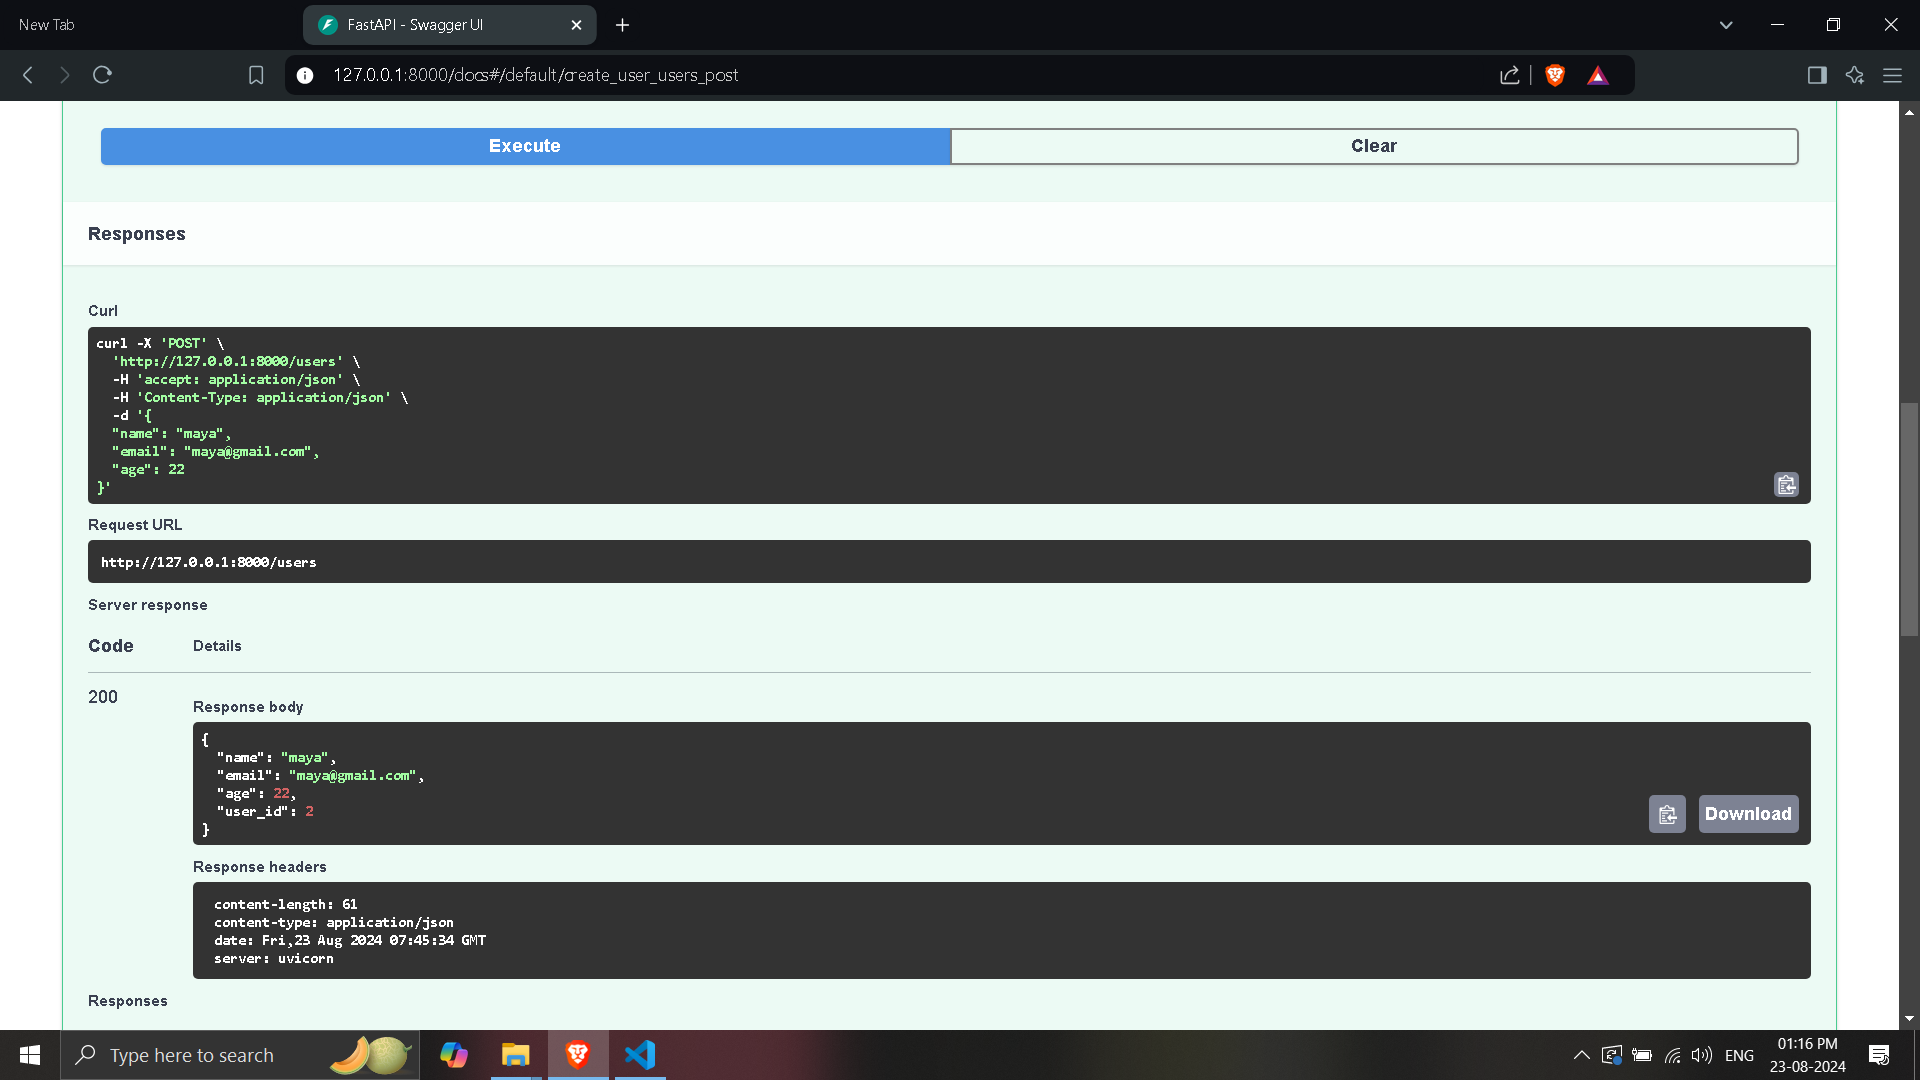 New Tab
FastAPI - Swagger UI
127.0.0.1:8000/docs#/default/create_user_users_post
Execute
Clear
Responses
Curl
curl -X 'POST' \
'http://127.0.0.1:8000/users' \
-H 'accept: application/json' \
-H 'Content-Type: application/json' \
-d '{
"name": "maya",
"email": "maya@gmail.com",
"age": 22
}'
Request URL
http://127.0.0.1:8000/users
Server response
Code
Details
200
Response body
{
"name": "maya",
"email": "maya@gmail.com",
"age": 22,
"user_id": 2
}
Download
Response headers
content-length: 61
content-type: application/json
date: Fri,23 Aug 2024 07:45:34 GMT
server: uvicorn
Responses
Type here to search
ENG
01:16 PM
23-08-2024